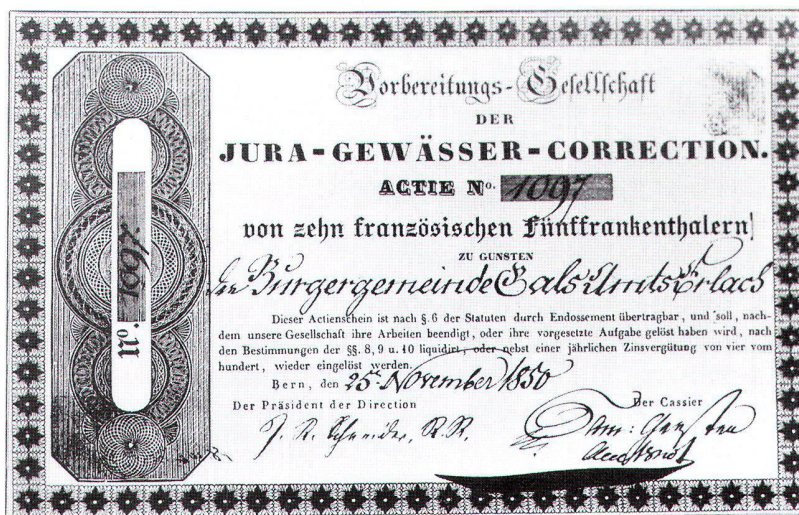 Vorbereitungs-Gesellschaft
DER
JURA-GEWÄSSER-CORRECTION.
ACTIE No. 1097
von zehn französischen Fünffrankenthalern
ZU GUNSTEN
der Burgergemeinde Gals Amts Erlach
Dieser Actienschein ist nach §. 6 der Statuten durch Endossement übertragbar, und soll, nach-
dem unsere Gesellschaft ihre Arbeiten beendigt, oder ihre vorgesetzte Aufgabe gelöst haben wird, nach
den Bestimmungen der §§. 8, 9 u. 10 liquidirt, oder nebst einer jährlichen Zinsvergütung von vier vom
hundert, wieder eingelöst werden.
Bern, den 25t. November 1850
Der Präsident der Direction
Der Cassier
J. R. Schneider, R.R.
No. 1097